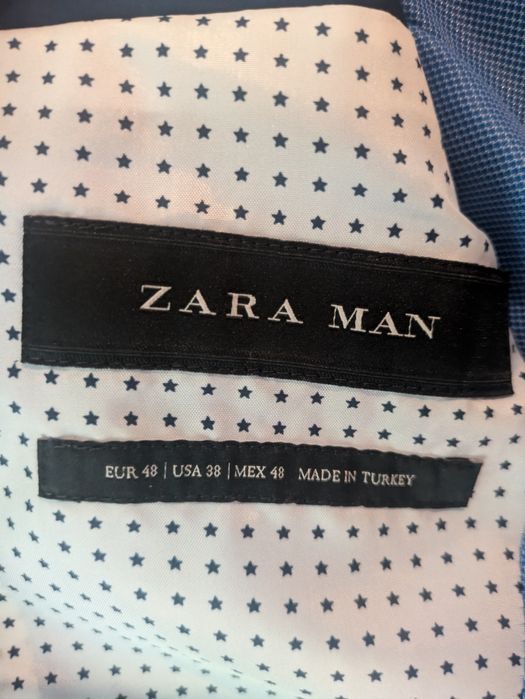 ZARA MAN
EUR 48 | USA 38 | MEX 48 MADE IN TURKEY